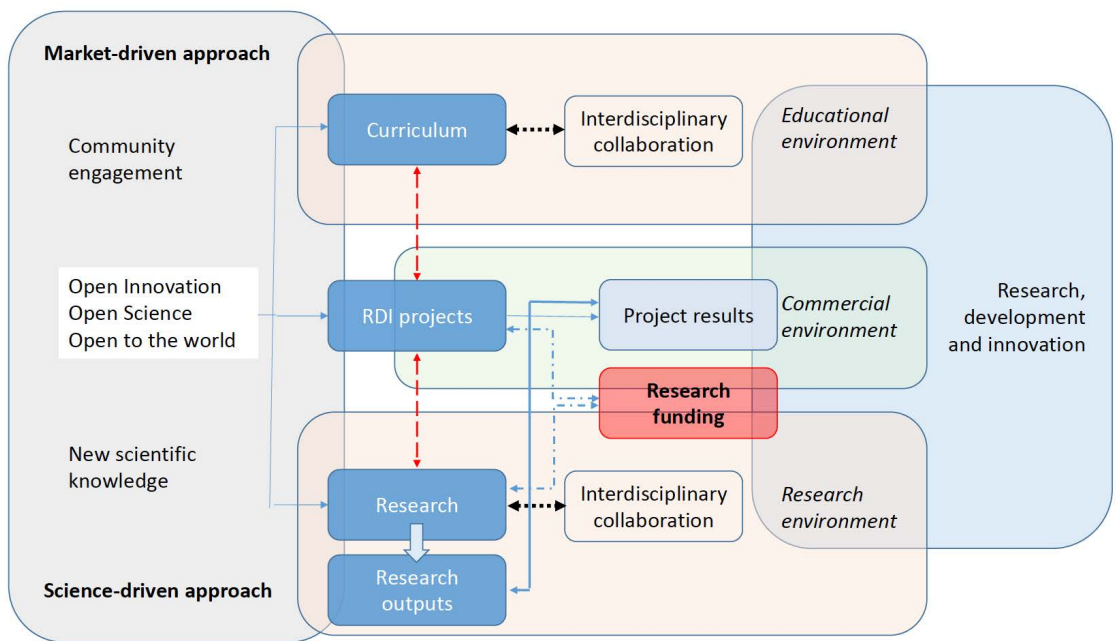 Market-driven approach
Community
engagement
Open Innovation
Open Science
Open to the world
New scientific
knowledge
Science-driven approach
Curriculum
Interdisciplinary
collaboration
Educational
environment
RDI projects
Project results
Commercial
environment
Research
funding
Research
Interdisciplinary
collaboration
Research
environment
Research
outputs
Research,
development
and innovation